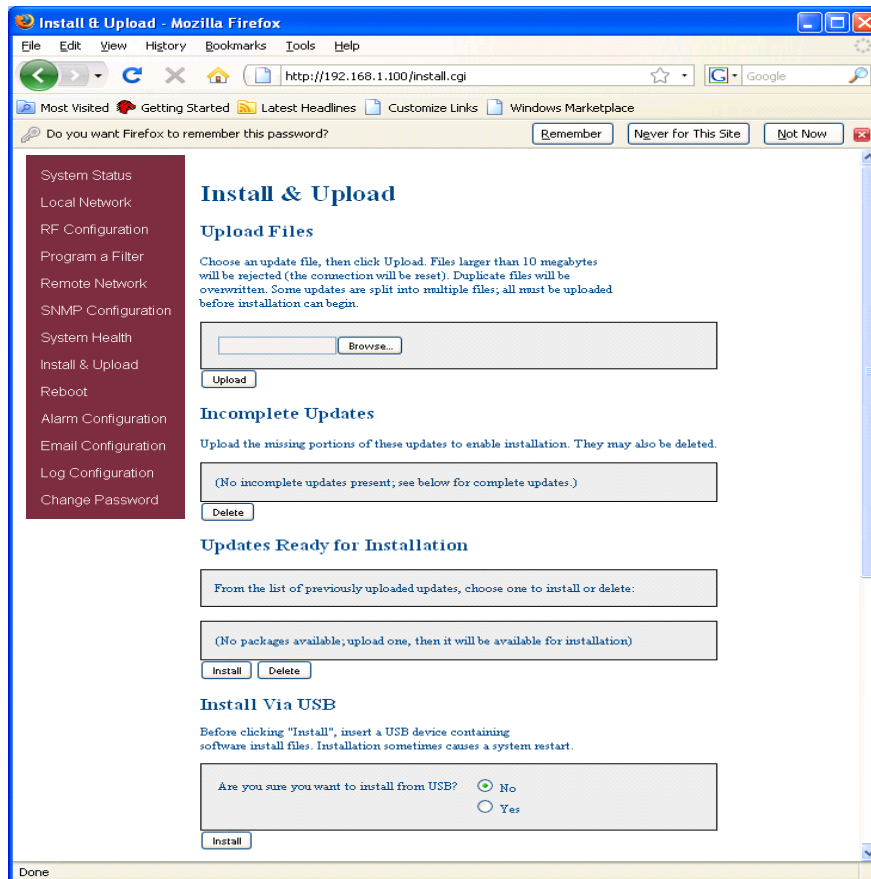 Install & Upload - Mozilla Firefox
File Edit View History Bookmarks Tools Help
http://192.168.1.100/install.cgi
G Google
Most Visited Getting Started Latest Headlines Customize Links Windows Marketplace
Do you want Firefox to remember this password? Remember Never for This Site Not Now
System Status
Local Network
RF Configuration
Program a Filter
Remote Network
SNMP Configuration
System Health
Install & Upload
Reboot
Alarm Configuration
Email Configuration
Log Configuration
Change Password
Install & Upload
Upload Files
Choose an update file, then click Upload. Files larger than 10 megabytes
will be rejected (the connection will be reset). Duplicate files will be
overwritten. Some updates are split into multiple files; all must be uploaded
before installation can begin.
Browse...
Upload
Incomplete Updates
Upload the missing portions of these updates to enable installation. They may also be deleted.
(No incomplete updates present; see below for complete updates.)
Delete
Updates Ready for Installation
From the list of previously uploaded updates, choose one to install or delete:
(No packages available; upload one, then it will be available for installation)
Install Delete
Install Via USB
Before clicking "Install", insert a USB device containing
software install files. Installation sometimes causes a system restart.
Are you sure you want to install from USB? No
Yes
Install
Done